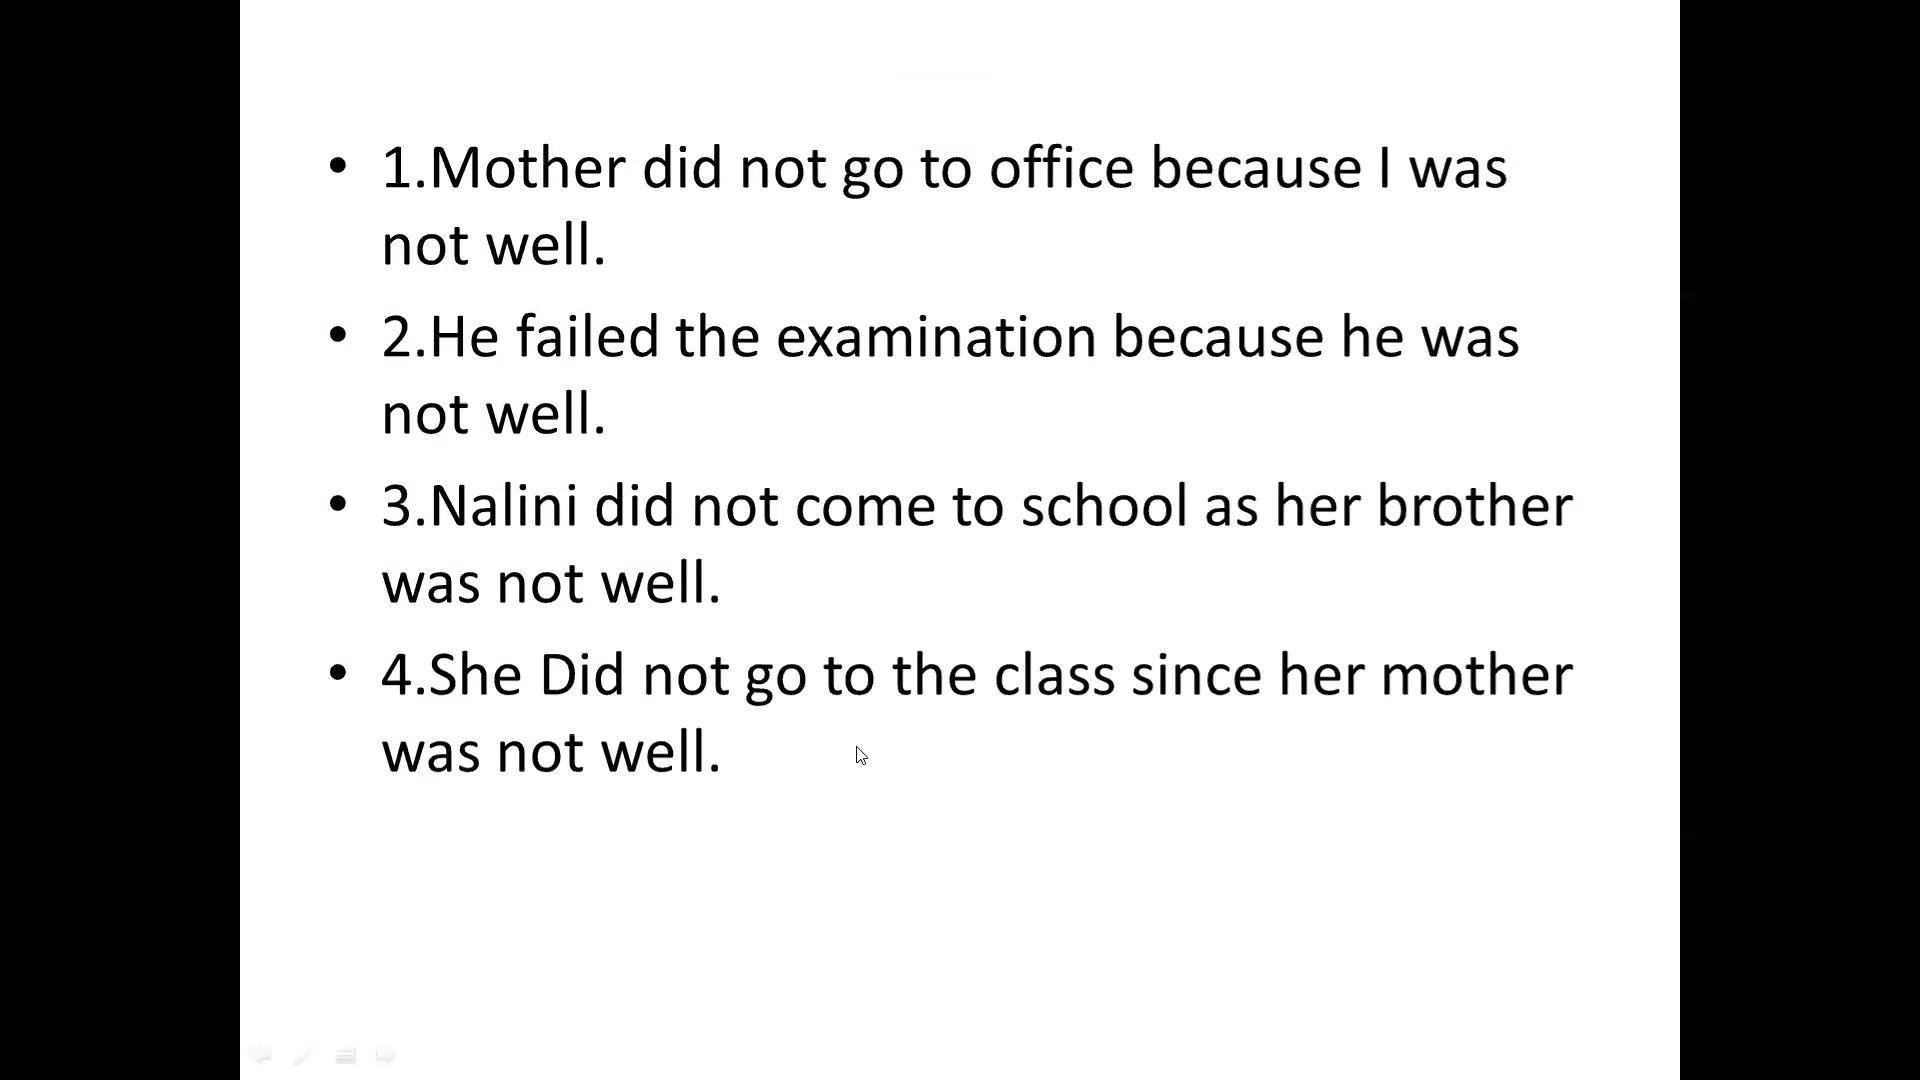 • 1.Mother did not go to office because I was
not well.
• 2.He failed the examination because he was
not well.
• 3.Nalini did not come to school as her brother
was not well.
• 4.She Did not go to the class since her mother
was not well.